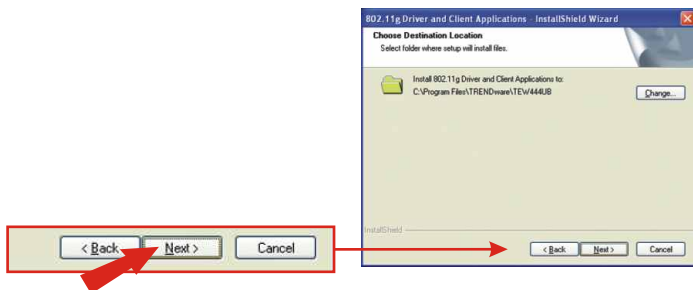 802.11g Driver and Client Applications - InstallShield Wizard
Choose Destination Location
Select folder where setup will install files.
Install 802.11g Driver and Client Applications to:
C:\Program Files\TRENDware\TEW444UB
Change...
InstallShield
< Back Next > Cancel
< Back Next > Cancel